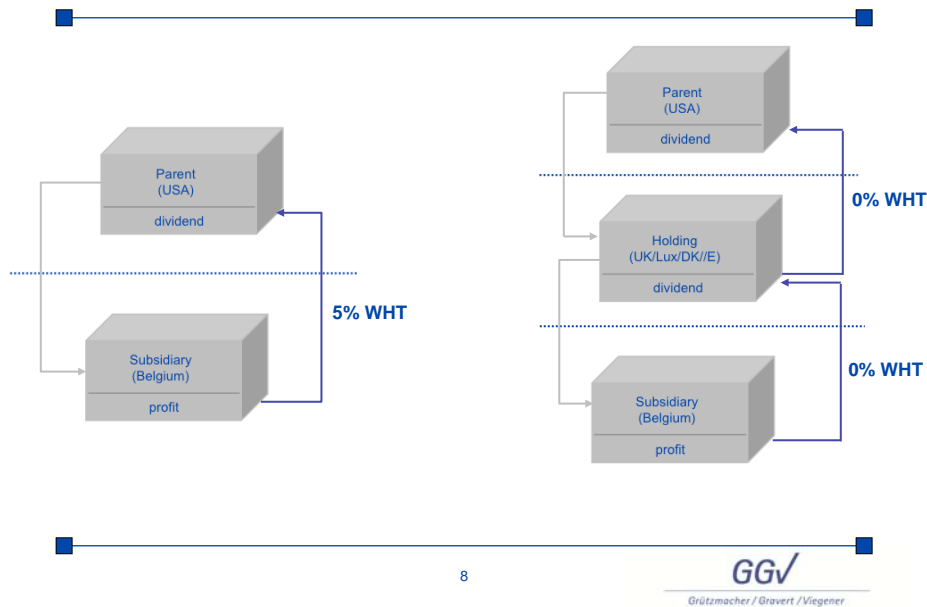 Parent
(USA)
dividend
5% WHT
Subsidiary
(Belgium)
profit
Parent
(USA)
dividend
0% WHT
Holding
(UK/Lux/DK//E)
dividend
0% WHT
Subsidiary
(Belgium)
profit
8
GGV
Grützmacher / Gravert / Viegener